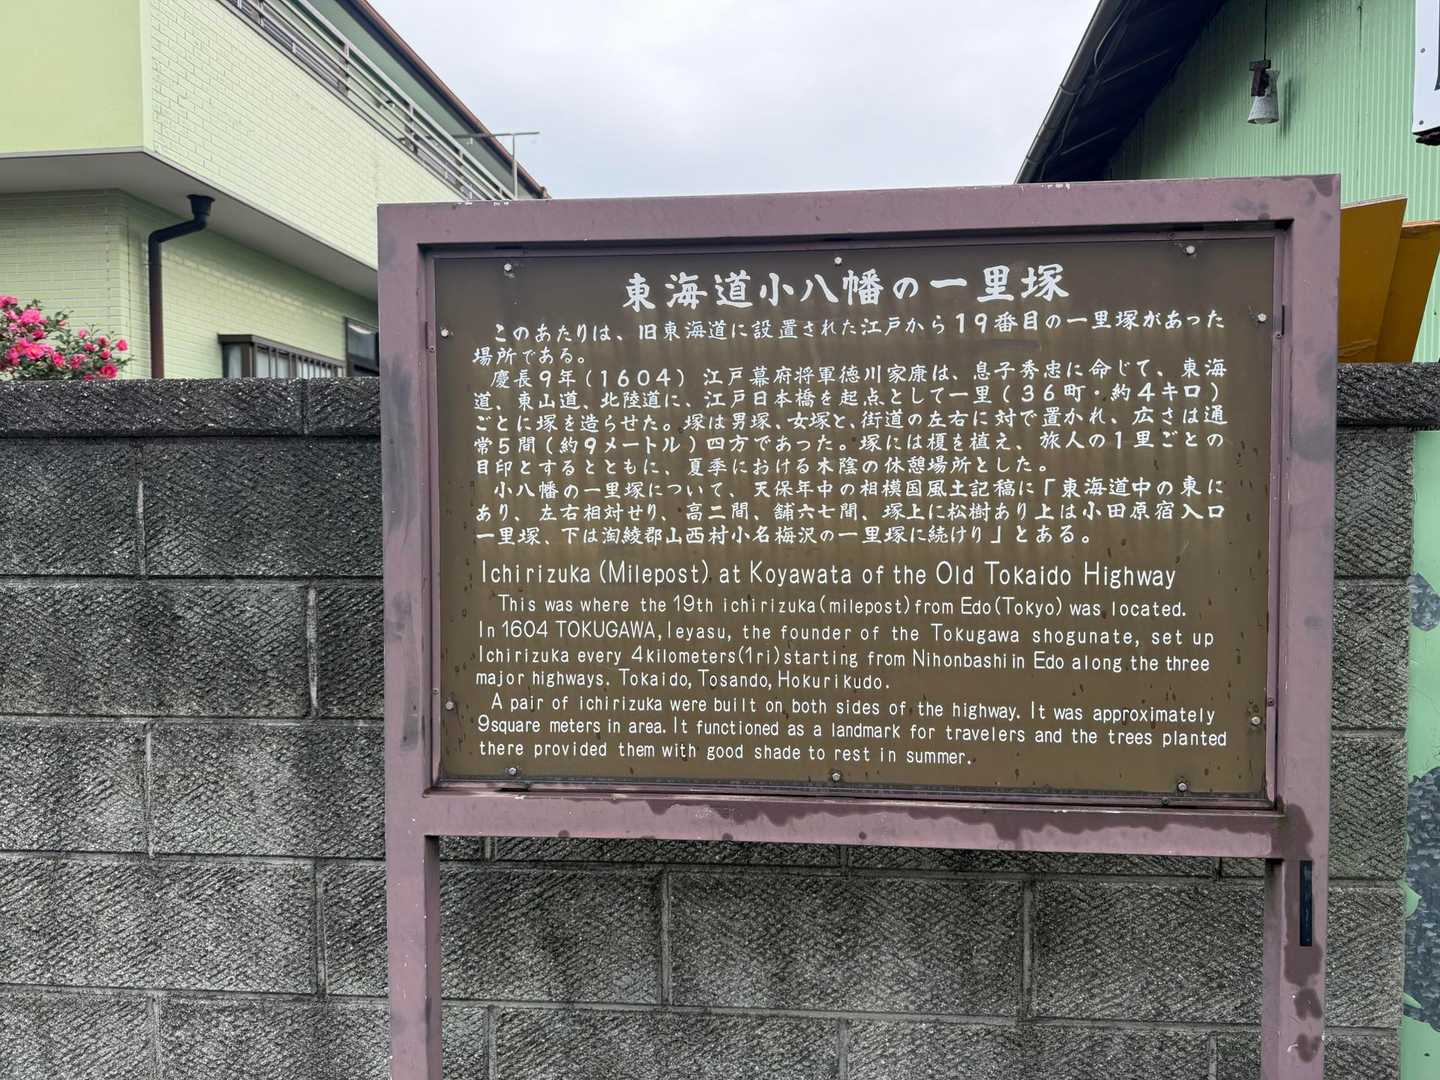 東海道小八幡の一里塚
このあたりは、旧東海道に設置された江戸から19番目の一里塚があった
場所である。
慶長9年(1604) 江戸幕府将軍徳川家康は、息子秀忠に命じて、東海
道、東山道、北陸道に、江戸日本橋を起点として一里(36町・約4キロ)
ごとに塚を造らせた。塚は男塚、女塚と、街道の左右に対で置かれ、広さは通
常5間(約9メートル)四方であった。塚には榎を植え、旅人の1里ごとの
目印とするとともに、夏季における木陰の休憩場所とした。
小八幡の一里塚について、天保年中の相模国風土記稿に「東海道中の東に
あり、左右相対せり、高二間、舗六七間、塚上に松樹あり上は小田原宿入口
一里塚、下は淘綾郡山西村小名梅沢の一里塚に続けり」とある。
Ichirizuka (Milepost) at Koyawata of the Old Tokaido Highway
This was where the 19th ichirizuka(milepost)from Edo(Tokyo) was located.
In 1604 TOKUGAWA,Ieyasu, the founder of the Tokugawa shogunate, set up
Ichirizuka every 4kilometers(1ri)starting from Nihonbashi in Edo along the three
major highways. Tokaido, Tosando, Hokurikudo.
A pair of ichirizuka were built on both sides of the highway. It was approximately
9square meters in area. It functioned as a landmark for travelers and the trees planted
there provided them with good shade to rest in summer.